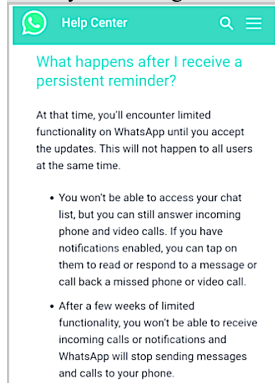 Help Center
What happens after I receive a
persistent reminder?
At that time, you'll encounter limited
functionality on WhatsApp until you accept
the updates. This will not happen to all users
at the same time.
• You won't be able to access your chat
list, but you can still answer incoming
phone and video calls. If you have
notifications enabled, you can tap on
them to read or respond to a message or
call back a missed phone or video call.
• After a few weeks of limited
functionality, you won't be able to receive
incoming calls or notifications and
WhatsApp will stop sending messages
and calls to your phone.